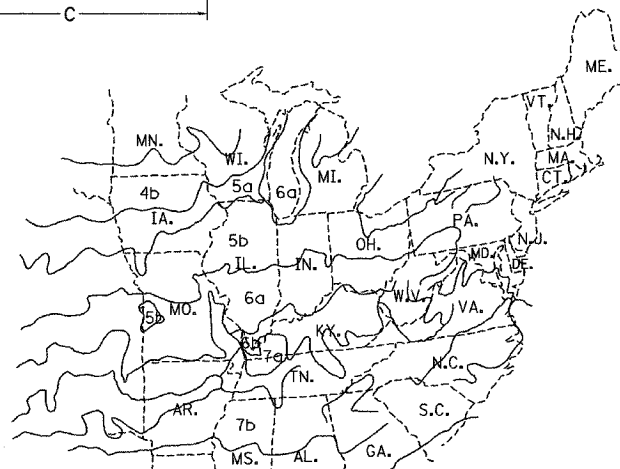 C
ME.
VT.
MN.
N.H.
WI.
N.Y.
MA.
MI.
CT.
4b
5a
6a
IA.
PA.
5b
OH.
N.J.
IL.
IN.
MD.
DE.
6a
W.V.
MO.
VA.
5b
KY.
6b
7a
N.C.
TN.
AR.
S.C.
7b
MS.
AL.
GA.